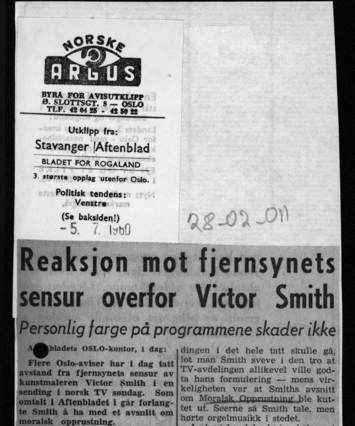 NORSKE
ARGUS
BYRA FOR AVISUTKLIPP
Ø. SLOTTSGT. 8 — OSLO
TLF. 42 04 25 - 42 50 22
Utklipp fra:
Stavanger Aftenblad
BLADET FOR ROGALAND
3. største opplag utenfor Oslo.
Politisk tendens:
Venstre
(Se baksiden!)
- 5. 7. 1960
28-02-011
Reaksjon mot fjernsynets
sensur overfor Victor Smith
Personlig farge på programmene skader ikke
bladets OSLO-kontor, i dag:
Flere Oslo-aviser har i dag tatt
avstand fra fjernsynets sensur av
kunstmaleren Victor Smith i en
sending i norsk TV søndag. Som
omtalt i Aftenbladet i går forlang-
te Smith å ha med et avsnitt om
moralsk opprustning.
dingen i det hele tatt skulle gå,
lot man Smith sveve i den tro at
TV-avdelingen allikevel ville god-
ta hans formulering — mens vir-
keligheten var at Smiths avsnitt
om Moralsk Opprustning ble kut-
tet ut. Seerne så Smith tale, men
hørte orgelmusikk i stedet.